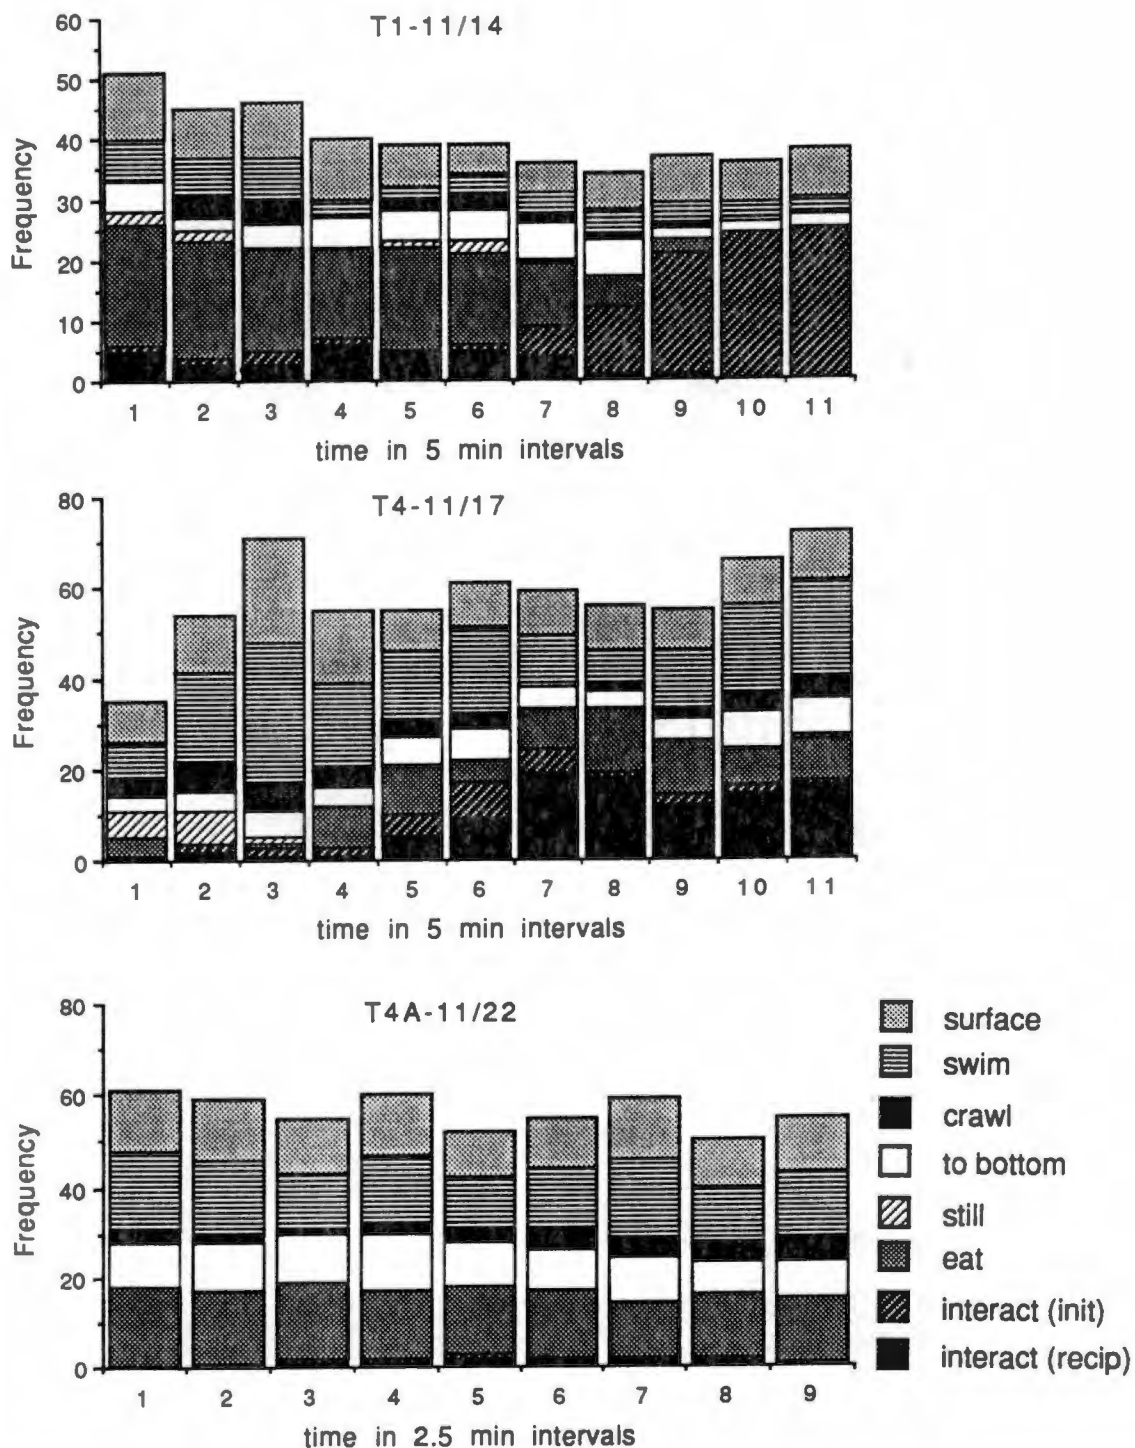 T1-11/14
60
50
40
30
20
10
0
Frequency
1 2 3 4 5 6 7 8 9 10 11
time in 5 min intervals
T4-11/17
80
60
40
20
0
Frequency
1 2 3 4 5 6 7 8 9 10 11
time in 5 min intervals
T4A-11/22
80
60
40
20
0
Frequency
1 2 3 4 5 6 7 8 9
time in 2.5 min intervals
surface
swim
crawl
to bottom
still
eat
interact (init)
interact (recip)